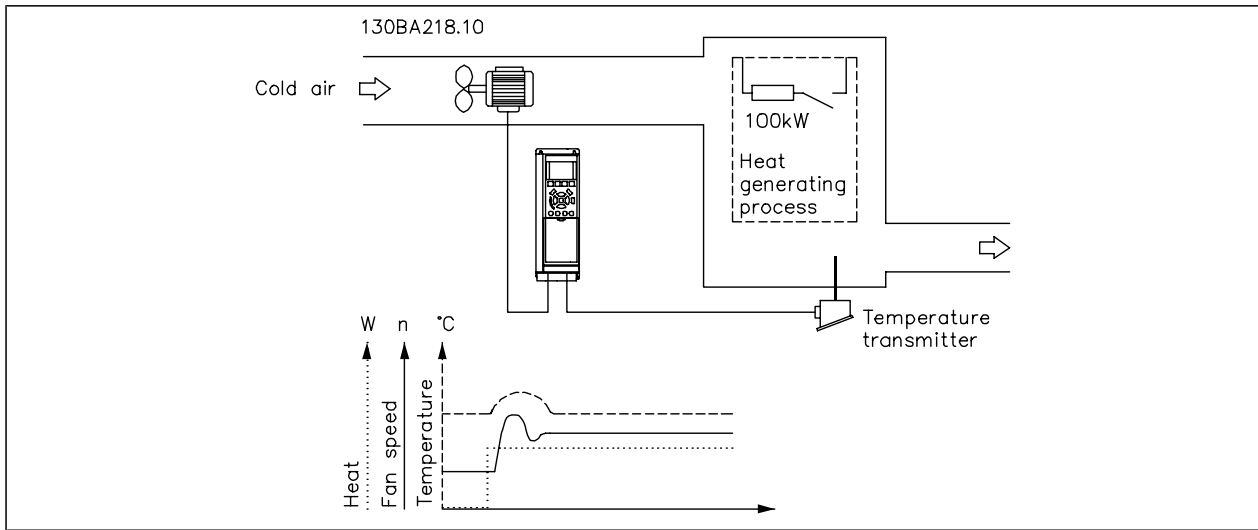 130BA218.10
Cold air
100kW
Heat
generating
process
Temperature
transmitter
W n °C
Heat
Fan speed
Temperature